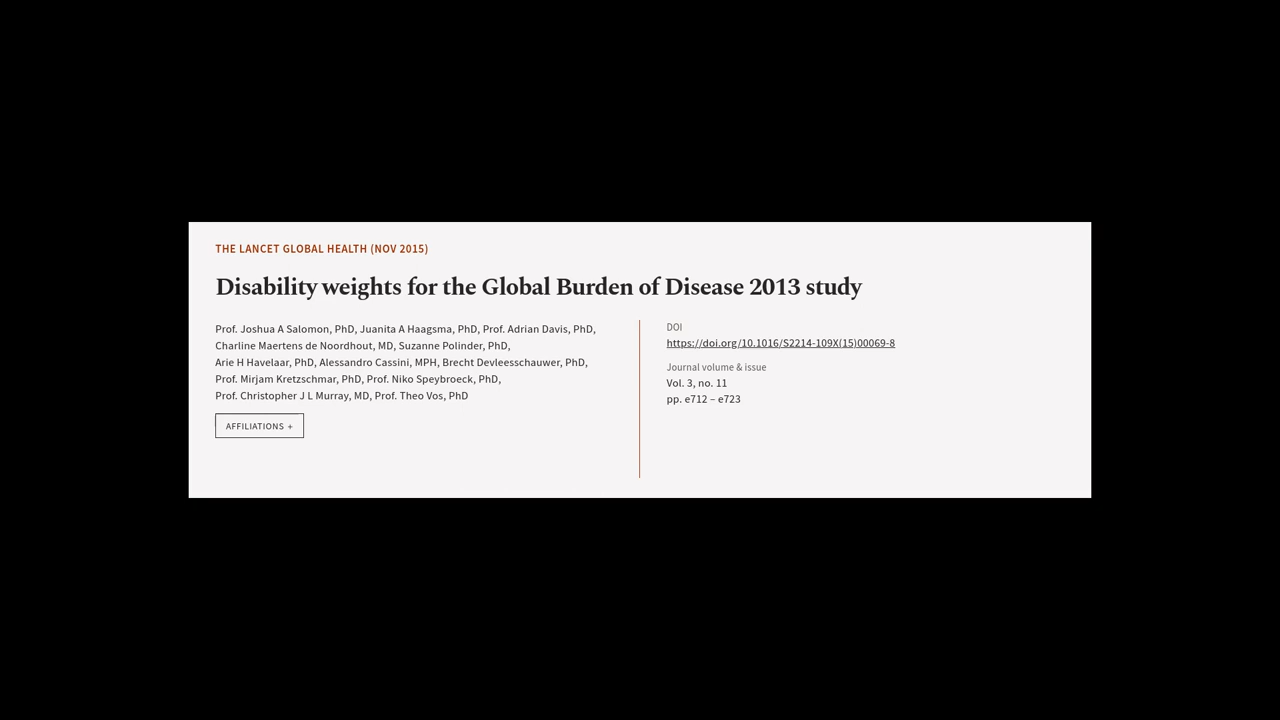 THE LANCET GLOBAL HEALTH (NOV 2015)
Disability weights for the Global Burden of Disease 2013 study
Prof. Joshua A Salomon, PhD, Juanita A Haagsma, PhD, Prof. Adrian Davis, PhD,
Charline Maertens de Noordhout, MD, Suzanne Polinder, PhD,
Arie H Havelaar, PhD, Alessandro Cassini, MPH, Brecht Devleesschauwer, PhD,
Prof. Mirjam Kretzschmar, PhD, Prof. Niko Speybroeck, PhD,
Prof. Christopher J L Murray, MD, Prof. Theo Vos, PhD
AFFILIATIONS +
DOI
https://doi.org/10.1016/S2214-109X(15)00069-8
Journal volume & issue
Vol. 3, no. 11
pp. e712 – e723